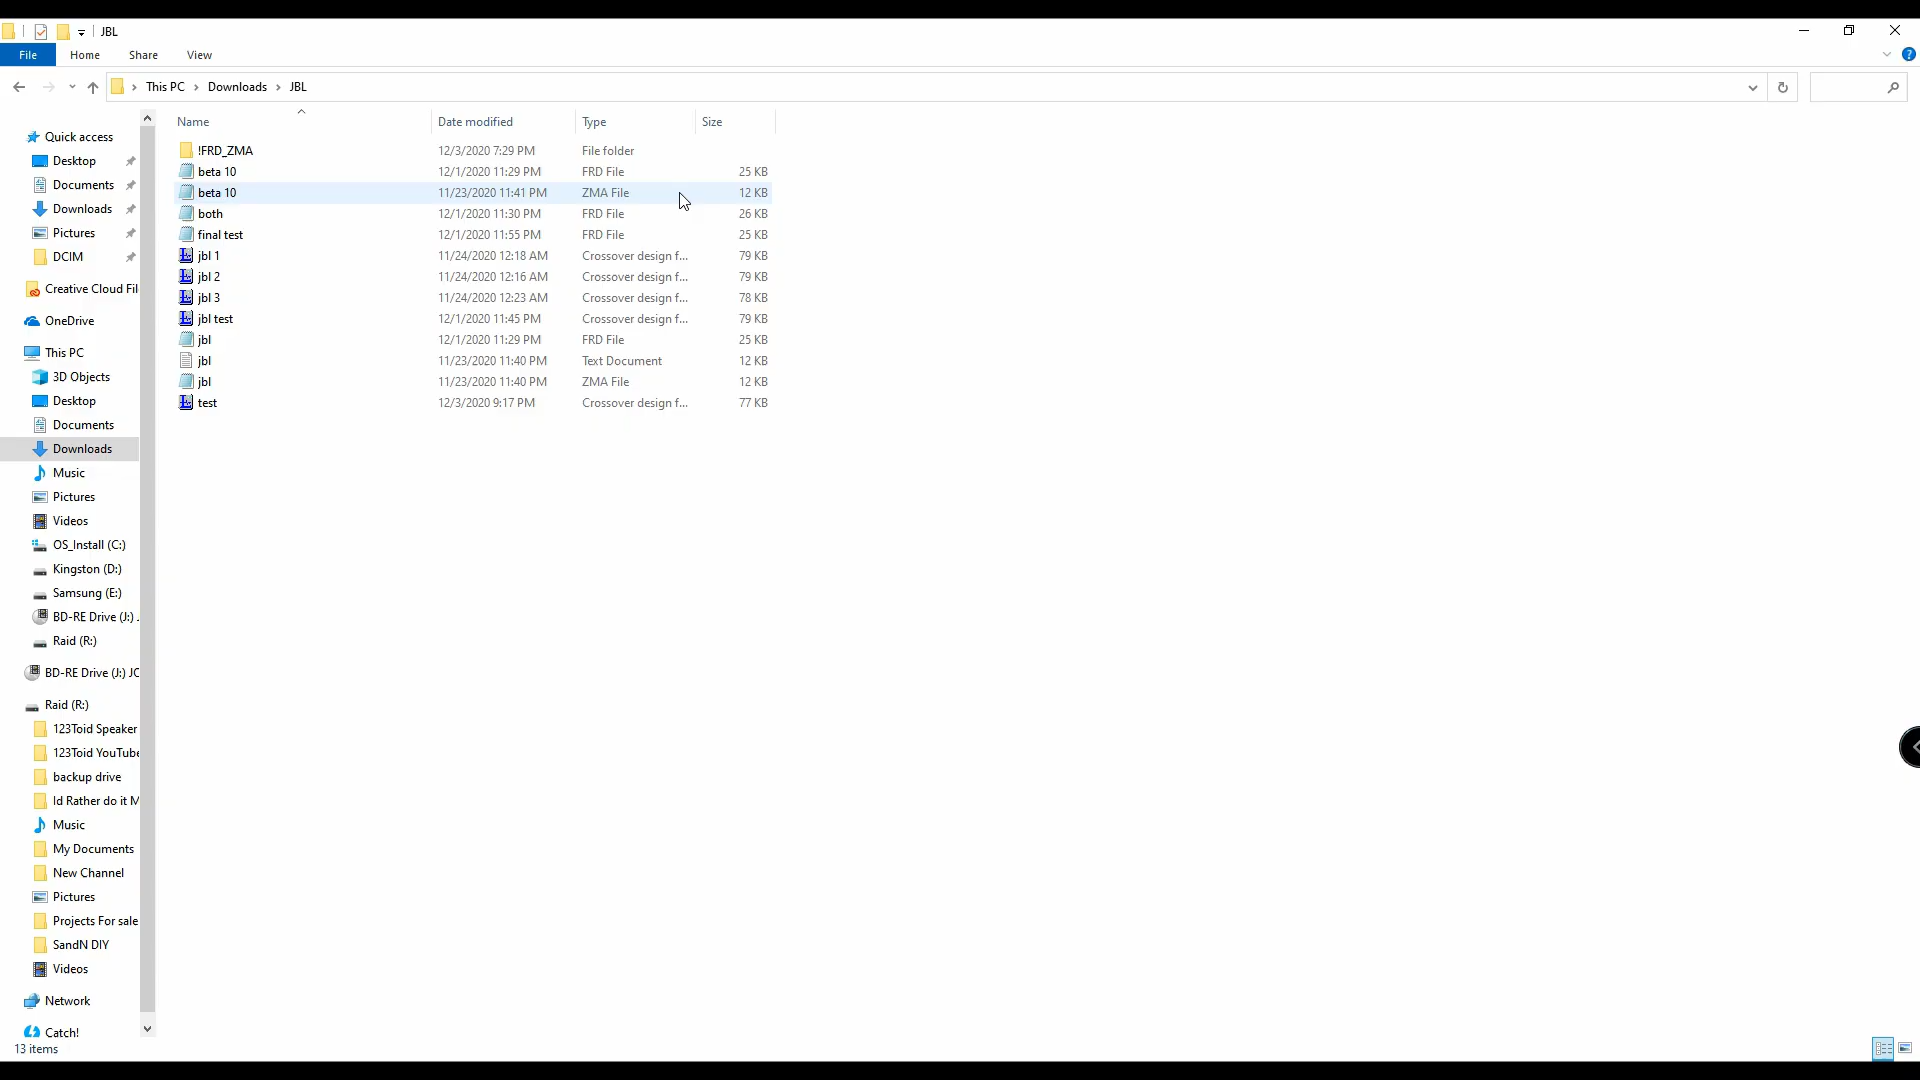 JBL
File Home Share View
This PC Downloads JBL
Name Date modified Type Size
!FRD_ZMA 12/3/2020 7:29 PM File folder
beta 10 12/1/2020 11:29 PM FRD File 25 KB
beta 10 11/23/2020 11:41 PM ZMA File 12 KB
both 12/1/2020 11:30 PM FRD File 26 KB
final test 12/1/2020 11:55 PM FRD File 25 KB
jbl 1 11/24/2020 12:18 AM Crossover design f... 79 KB
jbl 2 11/24/2020 12:16 AM Crossover design f... 79 KB
jbl 3 11/24/2020 12:23 AM Crossover design f... 78 KB
jbl test 12/1/2020 11:45 PM Crossover design f... 79 KB
jbl 12/1/2020 11:29 PM FRD File 25 KB
jbl 11/23/2020 11:40 PM Text Document 12 KB
jbl 11/23/2020 11:40 PM ZMA File 12 KB
test 12/3/2020 9:17 PM Crossover design f... 77 KB
Quick access
Desktop
Documents
Downloads
Pictures
DCIM
Creative Cloud Fil
OneDrive
This PC
3D Objects
Desktop
Documents
Downloads
Music
Pictures
Videos
OS_Install (C:)
Kingston (D:)
Samsung (E:)
BD-RE Drive (J:) .
Raid (R:)
BD-RE Drive (J:) JC
Raid (R:)
123Toid Speaker
123Toid YouTube
backup drive
Id Rather do it M
Music
My Documents
New Channel
Pictures
Projects For sale
SandN DIY
Videos
Network
Catch!
13 items